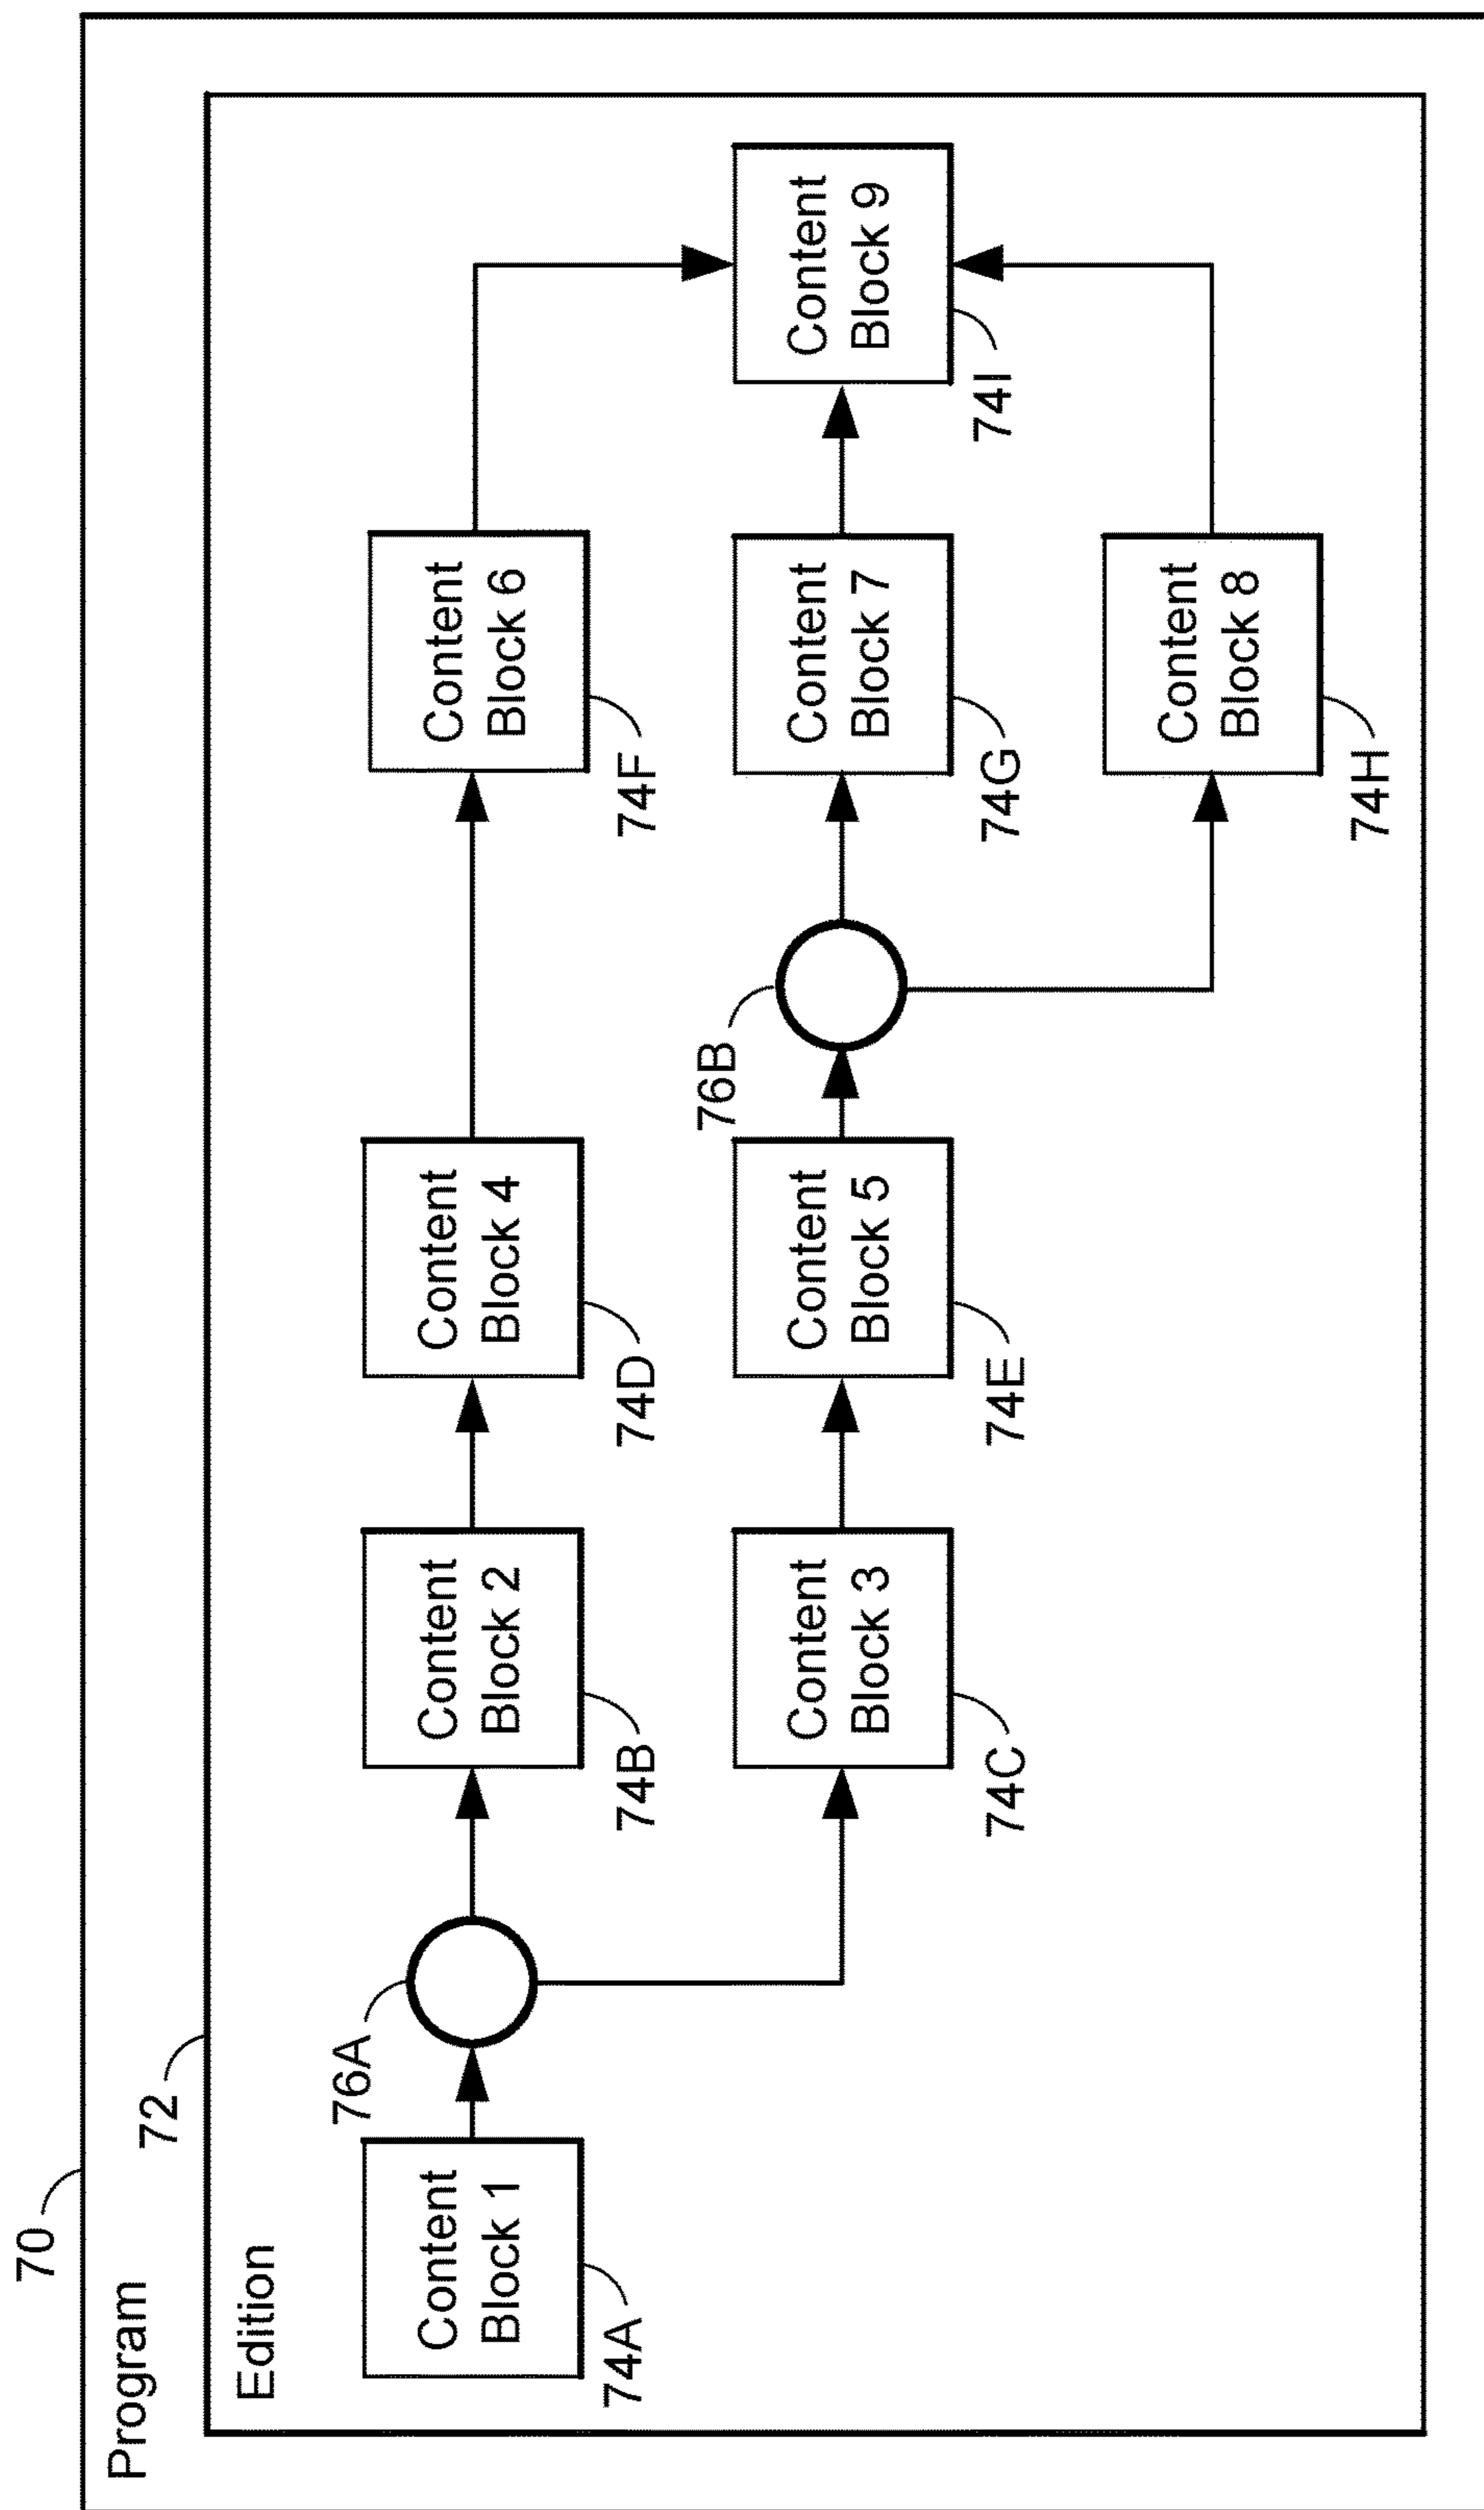 70
Program
72
Edition
Content
Block 1
74A
76A
Content
Block 2
74B
Content
Block 3
74C
Content
Block 4
74D
Content
Block 5
74E
76B
Content
Block 6
74F
Content
Block 7
74G
Content
Block 8
74H
Content
Block 9
74I